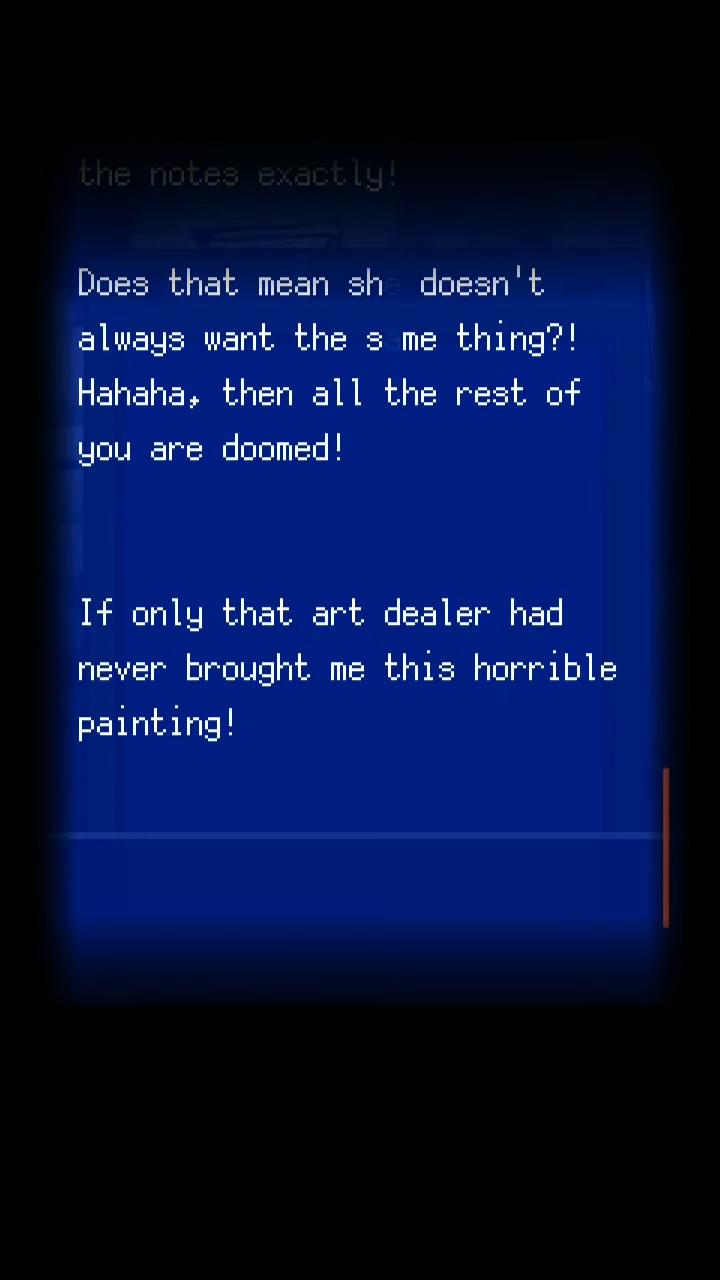 the notes exactly!
Does that mean sh doesn't
always want the s me thing?!
Hahaha, then all the rest of
you are doomed!
If only that art dealer had
never brought me this horrible
painting!